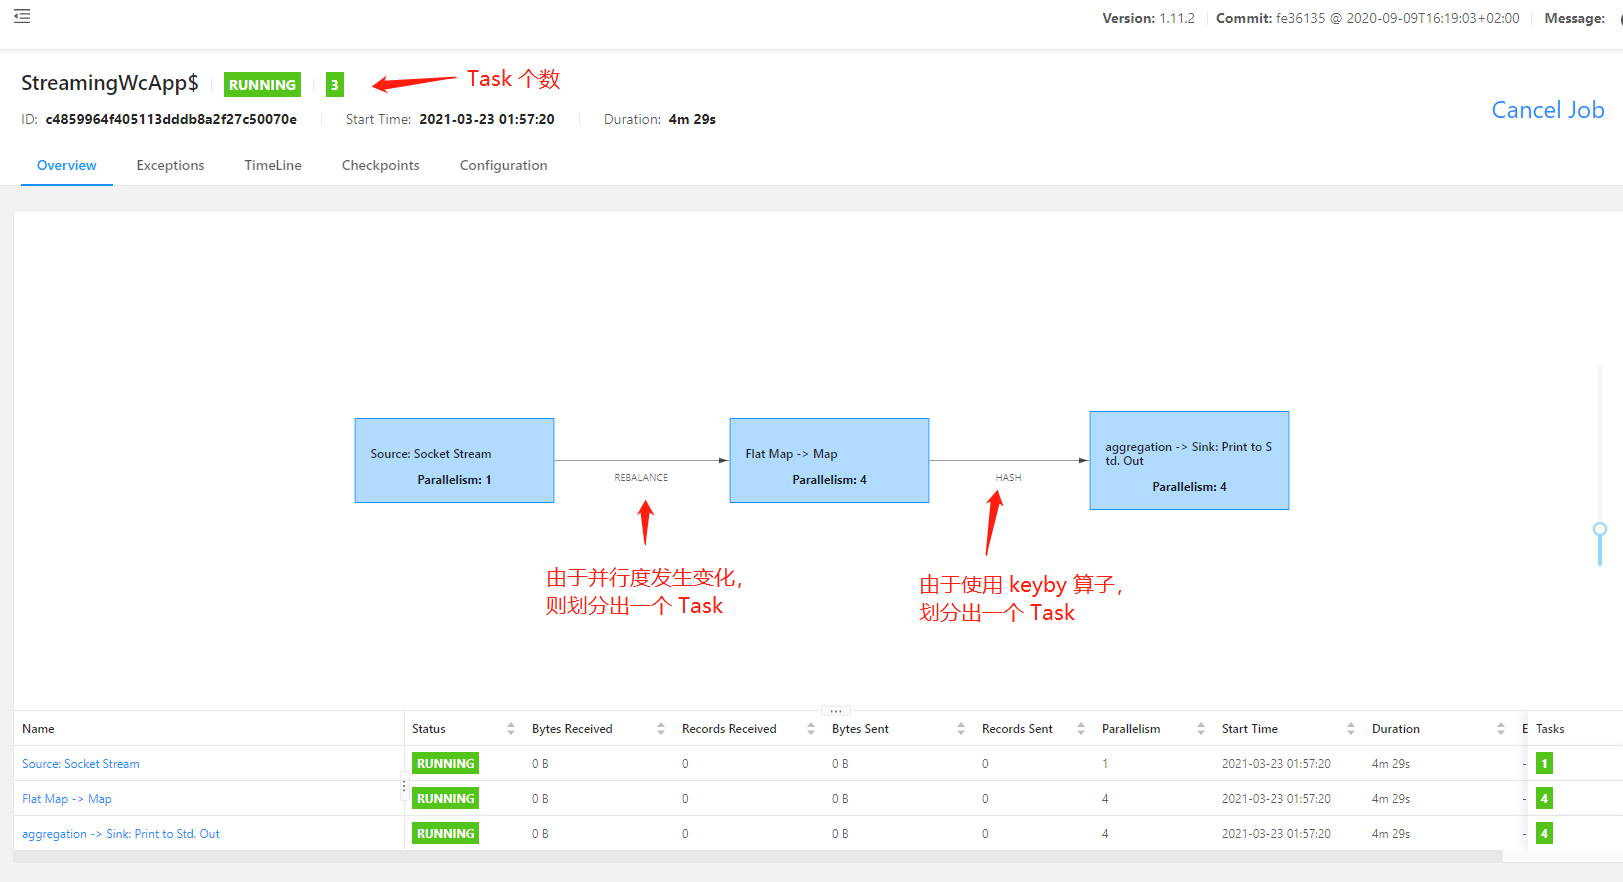 Version: 1.11.2 Commit: fe36135 @ 2020-09-09T16:19:03+02:00 Message:
StreamingWcApp$ RUNNING 3 Task 个数
ID: c4859964f405113dddb8a2f27c50070e Start Time: 2021-03-23 01:57:20 Duration: 4m 29s
Cancel Job
Overview Exceptions TimeLine Checkpoints Configuration
Source: Socket Stream
Parallelism: 1
REBALANCE
Flat Map -> Map
Parallelism: 4
HASH
aggregation -> Sink: Print to S
td. Out
Parallelism: 4
由于并行度发生变化，
则划分出一个 Task
由于使用 keyby 算子，
划分出一个 Task
Name Status Bytes Received Records Received Bytes Sent Records Sent Parallelism Start Time Duration E Tasks
Source: Socket Stream RUNNING 0 B 0 0 B 0 1 2021-03-23 01:57:20 4m 29s - 1
Flat Map -> Map RUNNING 0 B 0 0 B 0 4 2021-03-23 01:57:20 4m 29s - 4
aggregation -> Sink: Print to Std. Out RUNNING 0 B 0 0 B 0 4 2021-03-23 01:57:20 4m 29s - 4